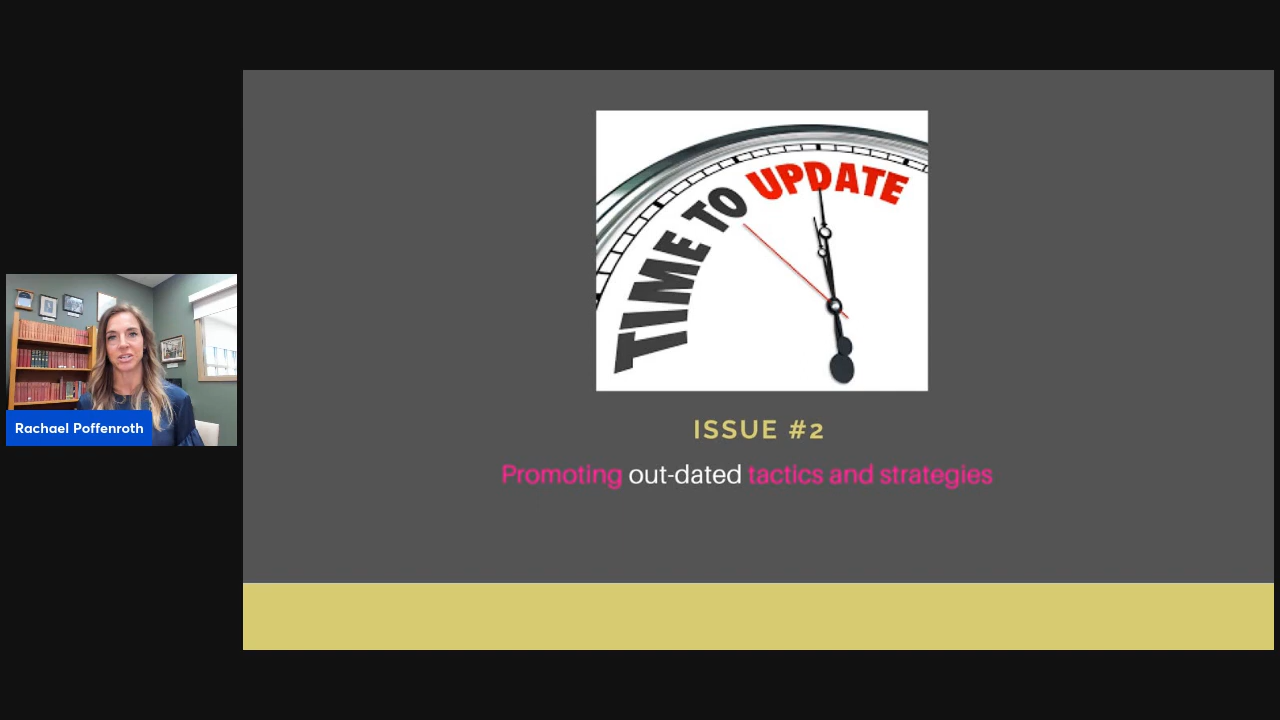 TIME TO UPDATE
ISSUE #2
Promoting out-dated tactics and strategies
Rachael Poffenroth